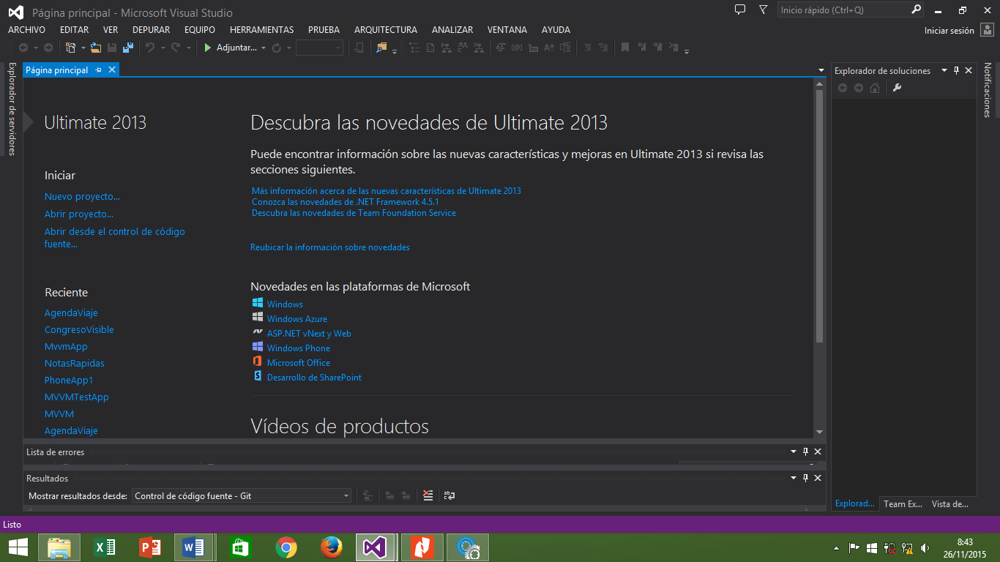 Página principal - Microsoft Visual Studio
Inicio rápido (Ctrl+Q)
ARCHIVO EDITAR VER DEPURAR EQUIPO HERRAMIENTAS PRUEBA ARQUITECTURA ANALIZAR VENTANA AYUDA
Iniciar sesión
Adjuntar...
Explorador de servidores
Página principal
Ultimate 2013
Iniciar
Nuevo proyecto...
Abrir proyecto...
Abrir desde el control de código
fuente...
Reciente
AgendaViaje
CongresoVisible
MvvmApp
NotasRapidas
PhoneApp1
MVVMTestApp
MVVM
AgendaViaje
Descubra las novedades de Ultimate 2013
Puede encontrar información sobre las nuevas características y mejoras en Ultimate 2013 si revisa las
secciones siguientes.
Más información acerca de las nuevas características de Ultimate 2013
Conozca las novedades de .NET Framework 4.5.1
Descubra las novedades de Team Foundation Service
Reubicar la información sobre novedades
Novedades en las plataformas de Microsoft
Windows
Windows Azure
ASP.NET vNext y Web
Windows Phone
Microsoft Office
Desarrollo de SharePoint
Vídeos de productos
Explorador de soluciones
Notificaciones
Explorad... Team Ex... Vista de...
Lista de errores
Resultados
Mostrar resultados desde: Control de código fuente - Git
Listo
8:43
26/11/2015